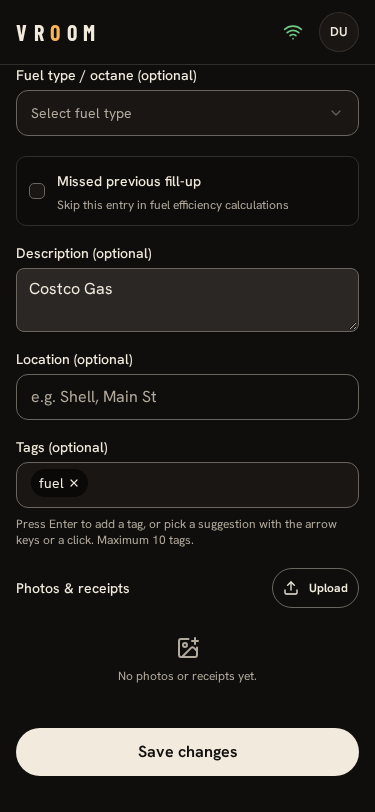 VROOM
DU
Fuel type / octane (optional)
Select fuel type
Missed previous fill-up
Skip this entry in fuel efficiency calculations
Description (optional)
Costco Gas
Location (optional)
e.g. Shell, Main St
Tags (optional)
fuel ✕
Press Enter to add a tag, or pick a suggestion with the arrow
keys or a click. Maximum 10 tags.
Photos & receipts
Upload
No photos or receipts yet.
Save changes